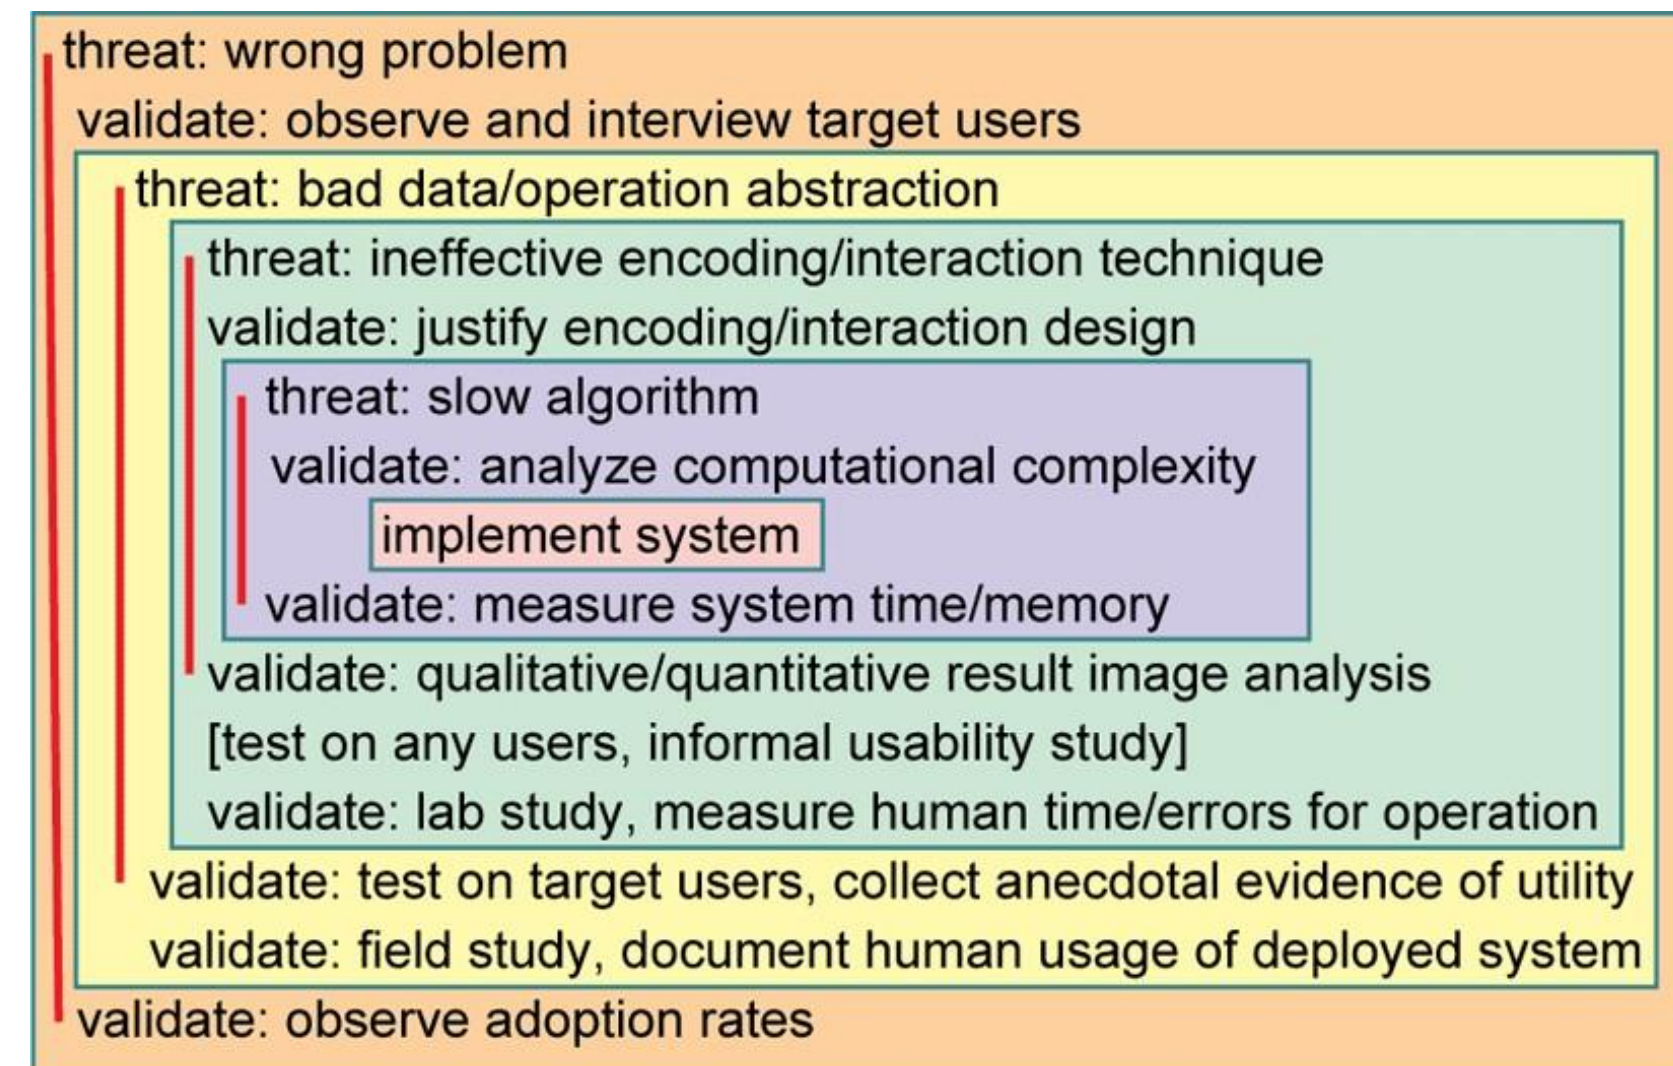 threat: wrong problem
validate: observe and interview target users
threat: bad data/operation abstraction
threat: ineffective encoding/interaction technique
validate: justify encoding/interaction design
threat: slow algorithm
validate: analyze computational complexity
implement system
validate: measure system time/memory
validate: qualitative/quantitative result image analysis
[test on any users, informal usability study]
validate: lab study, measure human time/errors for operation
validate: test on target users, collect anecdotal evidence of utility
validate: field study, document human usage of deployed system
validate: observe adoption rates